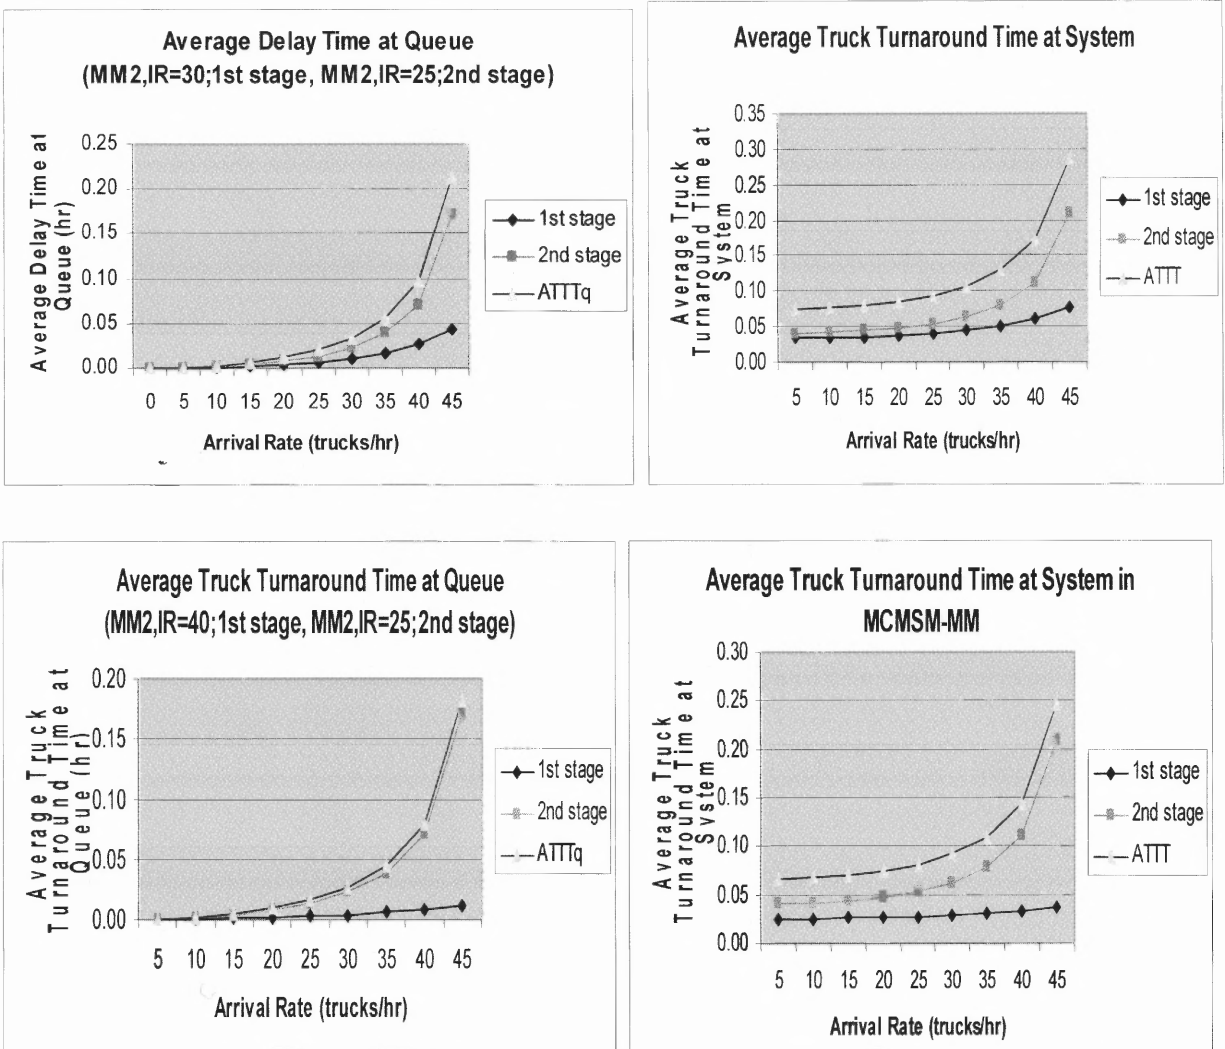 Average Delay Time at Queue
(MM2,IR=30;1st stage, MM2,IR=25;2nd stage)
Average Delay Time at
Queue (hr)
0.25
0.20
0.15
0.10
0.05
0.00
0 5 10 15 20 25 30 35 40 45
Arrival Rate (trucks/hr)
1st stage
2nd stage
ATTTq
Average Truck Turnaround Time at System
Average Truck
Turnaround Time at
System
0.35
0.30
0.25
0.20
0.15
0.10
0.05
0.00
5 10 15 20 25 30 35 40 45
Arrival Rate (trucks/hr)
1st stage
2nd stage
ATTT
Average Truck Turnaround Time at Queue
(MM2,IR=40;1st stage, MM2,IR=25;2nd stage)
Average Truck
Turnaround Time at
Queue (hr)
0.20
0.15
0.10
0.05
0.00
5 10 15 20 25 30 35 40 45
Arrival Rate (trucks/hr)
1st stage
2nd stage
ATTTq
Average Truck Turnaround Time at System in
MCMSM-MM
Average Truck
Turnaround Time at
System
0.30
0.25
0.20
0.15
0.10
0.05
0.00
5 10 15 20 25 30 35 40 45
Arrival Rate (trucks/hr)
1st stage
2nd stage
ATTT